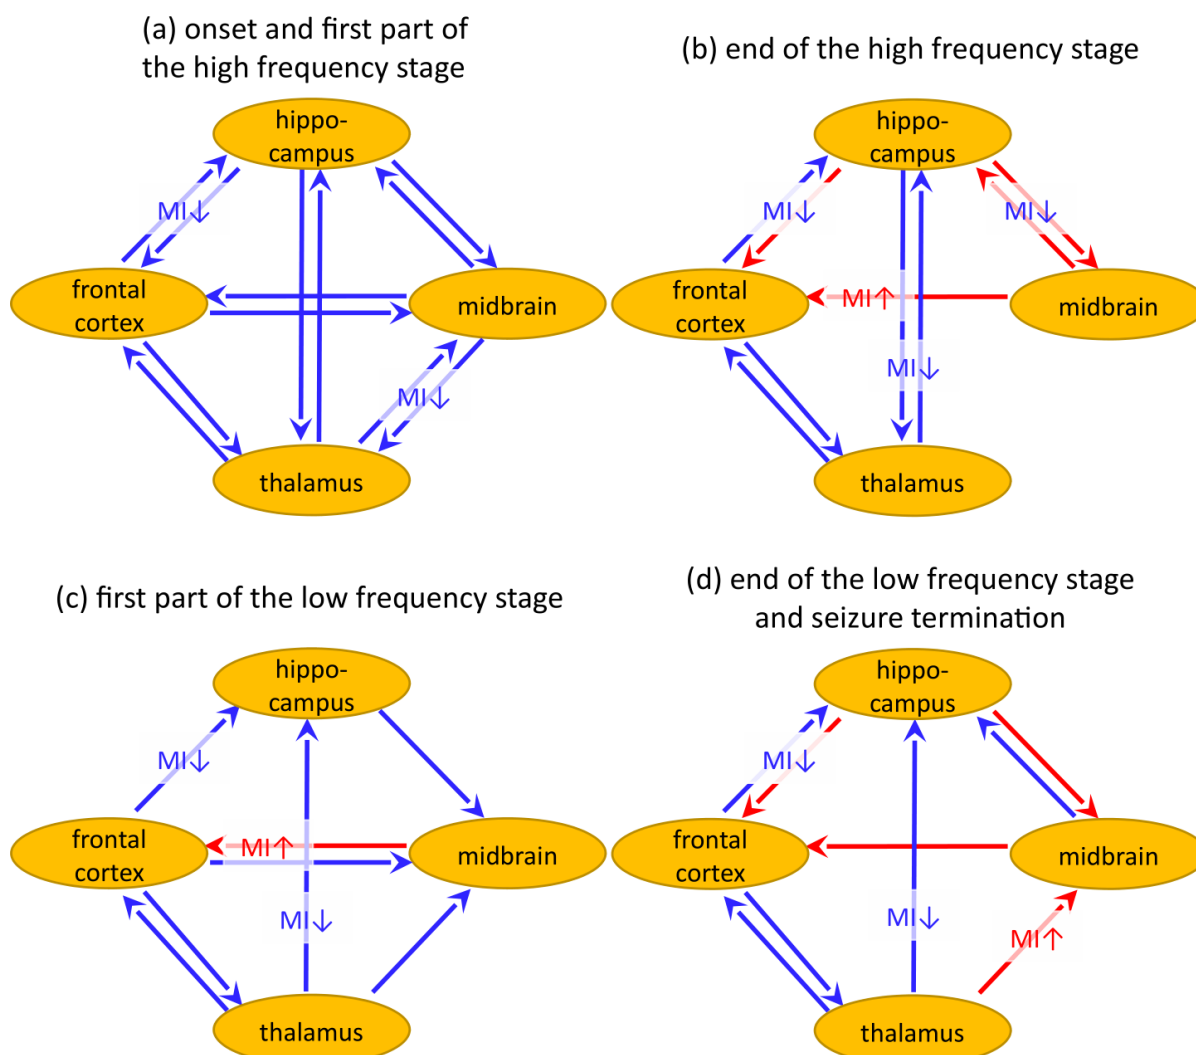 (a) onset and first part of
the high frequency stage
hippo-
campus
MI↓
frontal
cortex
midbrain
MI↓
thalamus
(b) end of the high frequency stage
hippo-
campus
MI↓
MI↓
frontal
cortex
MI↑
midbrain
MI↓
thalamus
(c) first part of the low frequency stage
hippo-
campus
MI↓
frontal
cortex
MI↑
midbrain
MI↓
thalamus
(d) end of the low frequency stage
and seizure termination
hippo-
campus
MI↓
frontal
cortex
midbrain
MI↓
MI↑
thalamus